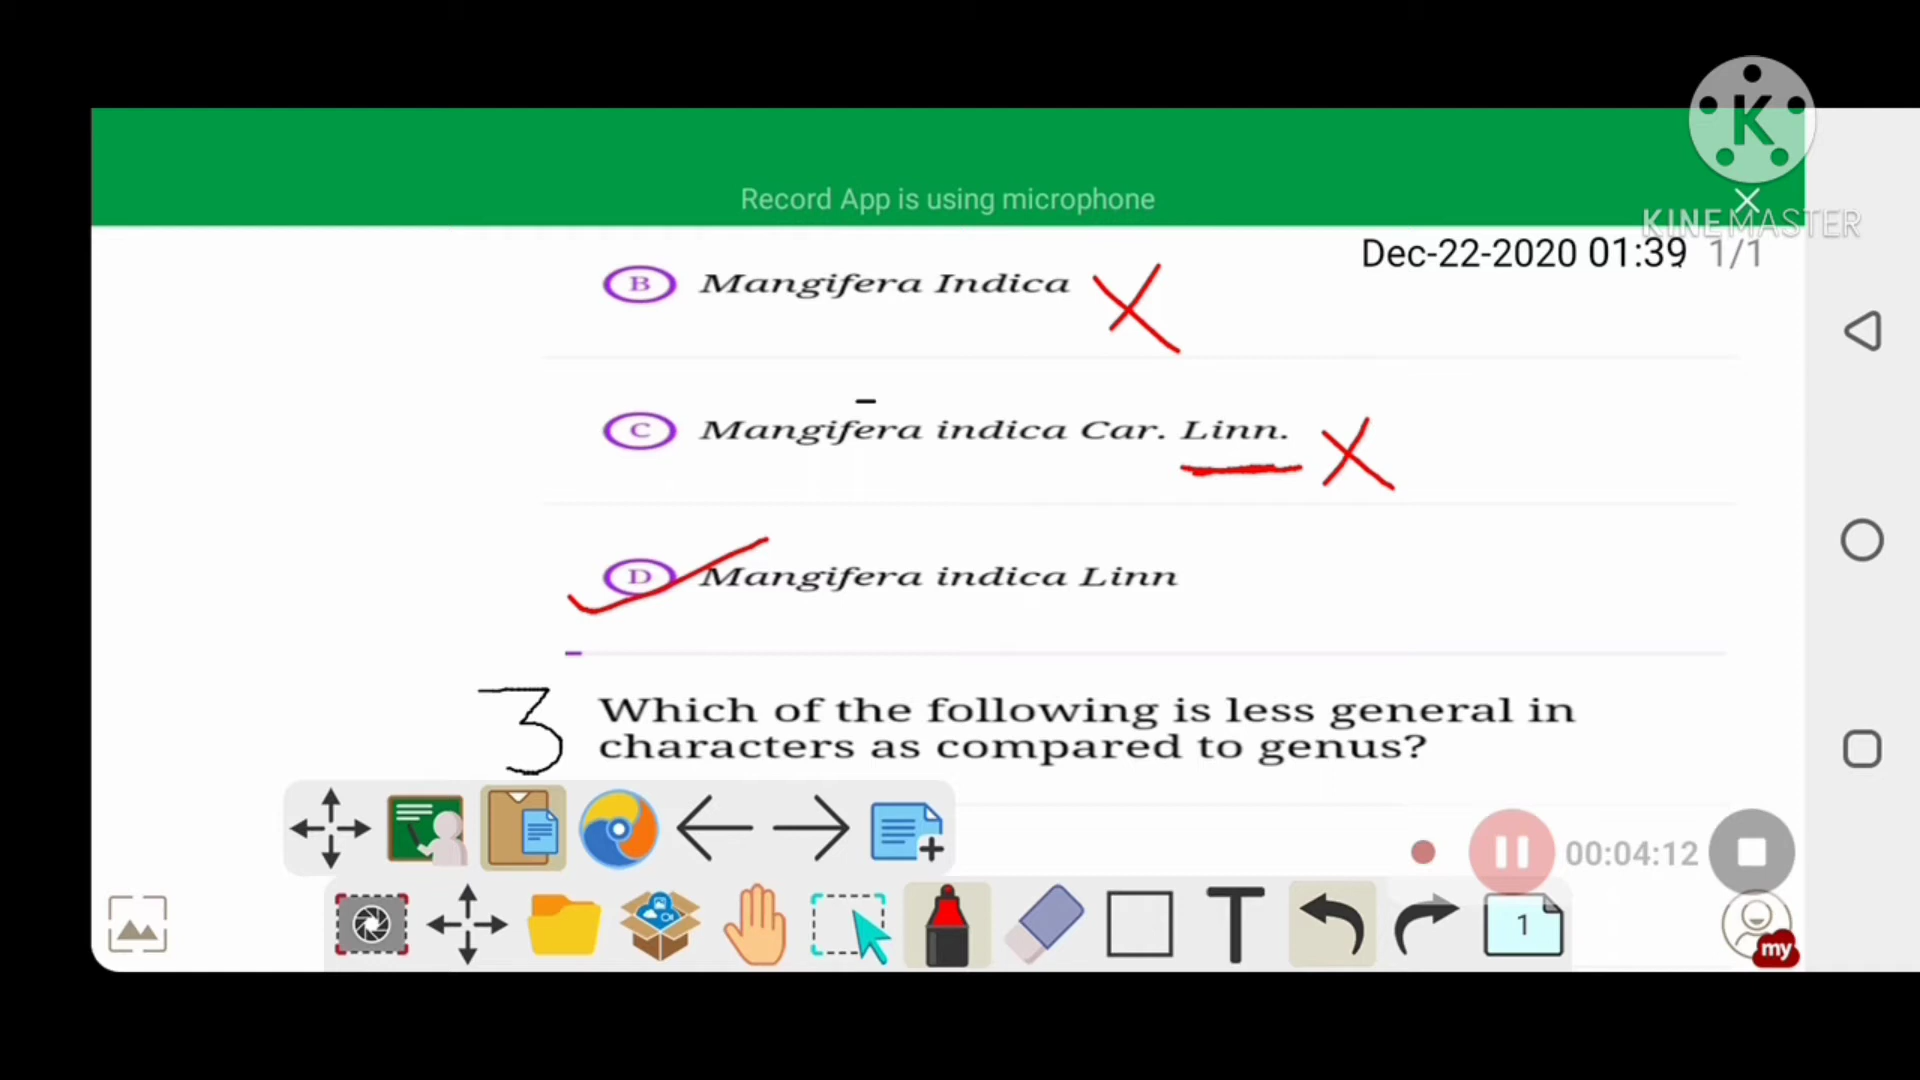 K
Record App is using microphone
KINEMASTER
Dec-22-2020 01:39 1/1
B Mangifera Indica
C Mangifera indica Car. Linn.
D Mangifera indica Linn
3 Which of the following is less general in
characters as compared to genus?
00:04:12
T
1
my